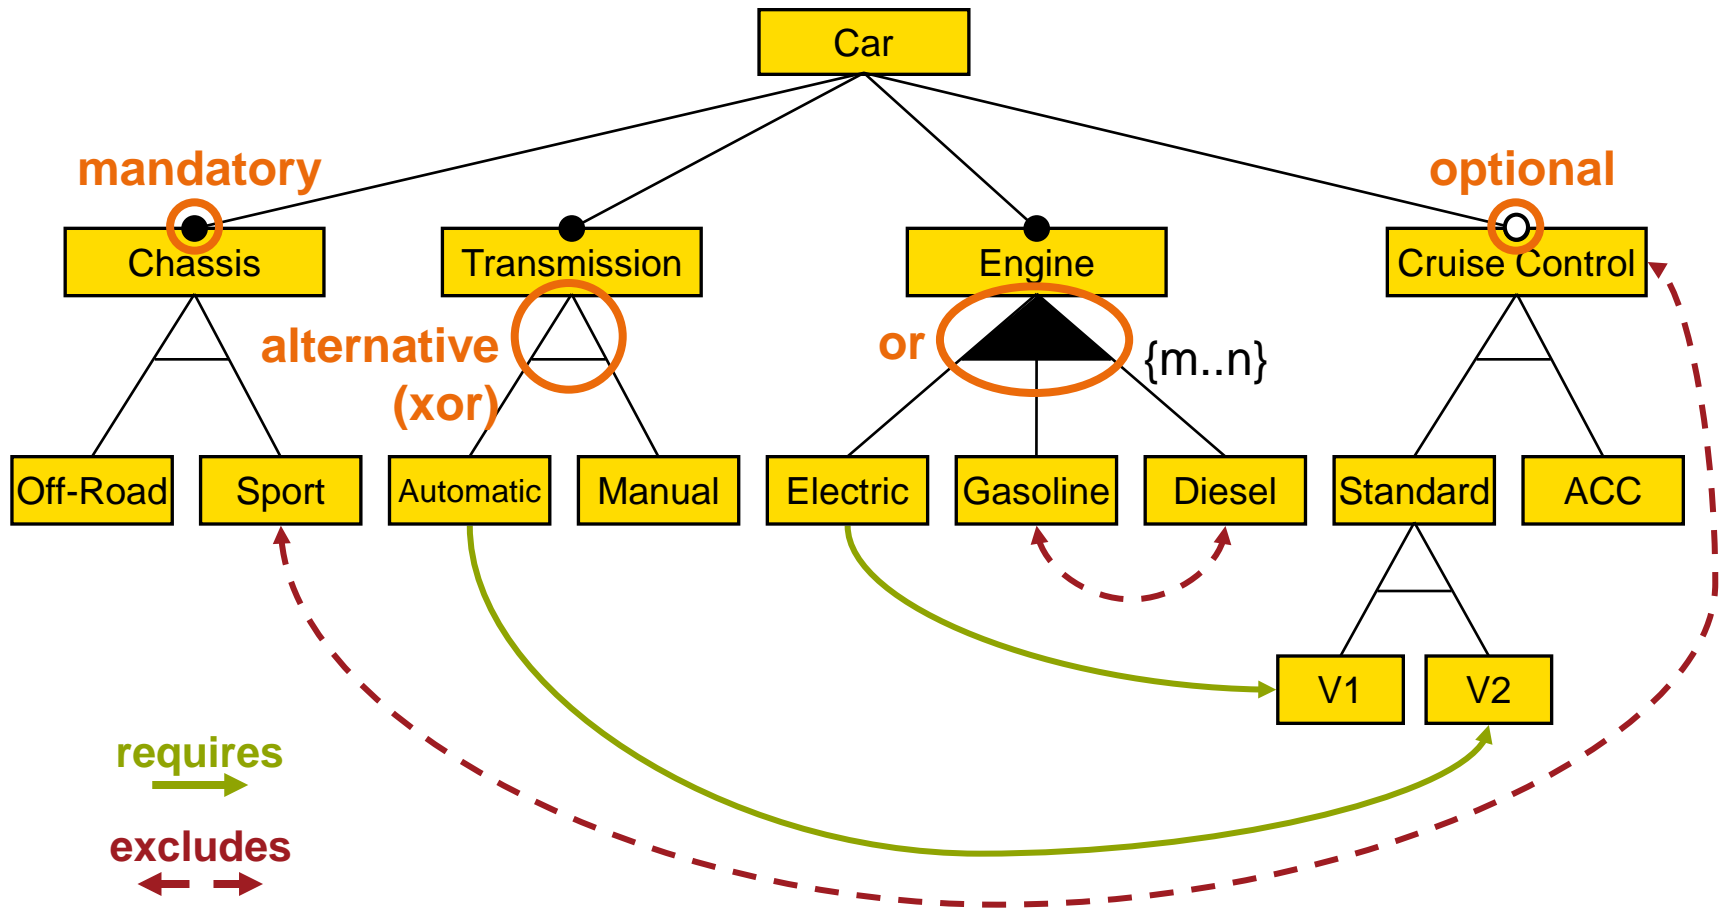 Car
mandatory
optional
Chassis
Transmission
Engine
Cruise Control
alternative
(xor)
or
{m..n}
Off-Road
Sport
Automatic
Manual
Electric
Gasoline
Diesel
Standard
ACC
V1
V2
requires
excludes